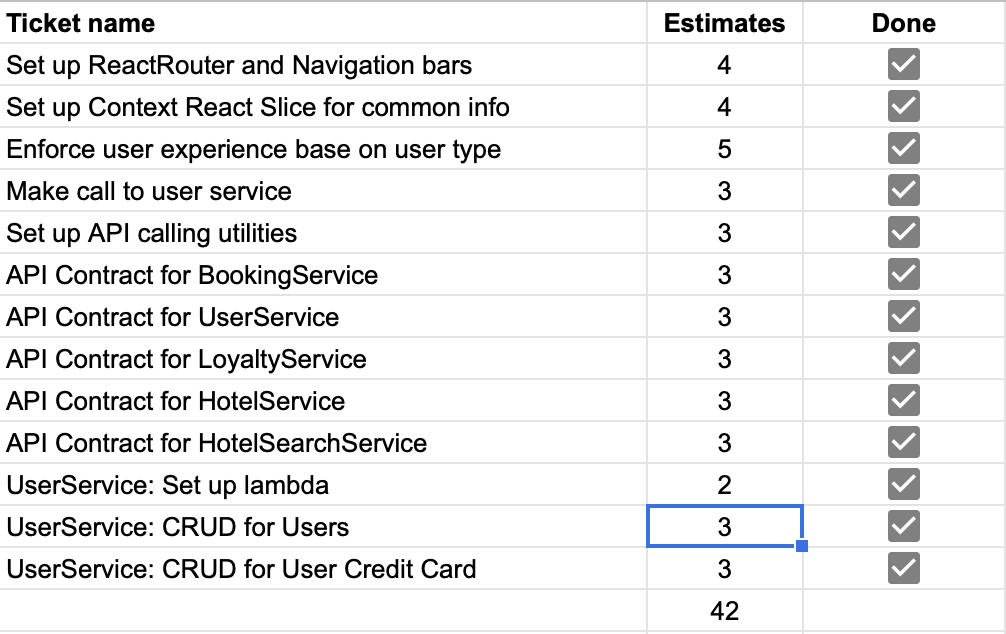 Ticket name Estimates Done
Set up ReactRouter and Navigation bars 4
Set up Context React Slice for common info 4
Enforce user experience base on user type 5
Make call to user service 3
Set up API calling utilities 3
API Contract for BookingService 3
API Contract for UserService 3
API Contract for LoyaltyService 3
API Contract for HotelService 3
API Contract for HotelSearchService 3
UserService: Set up lambda 2
UserService: CRUD for Users 3
UserService: CRUD for User Credit Card 3
42